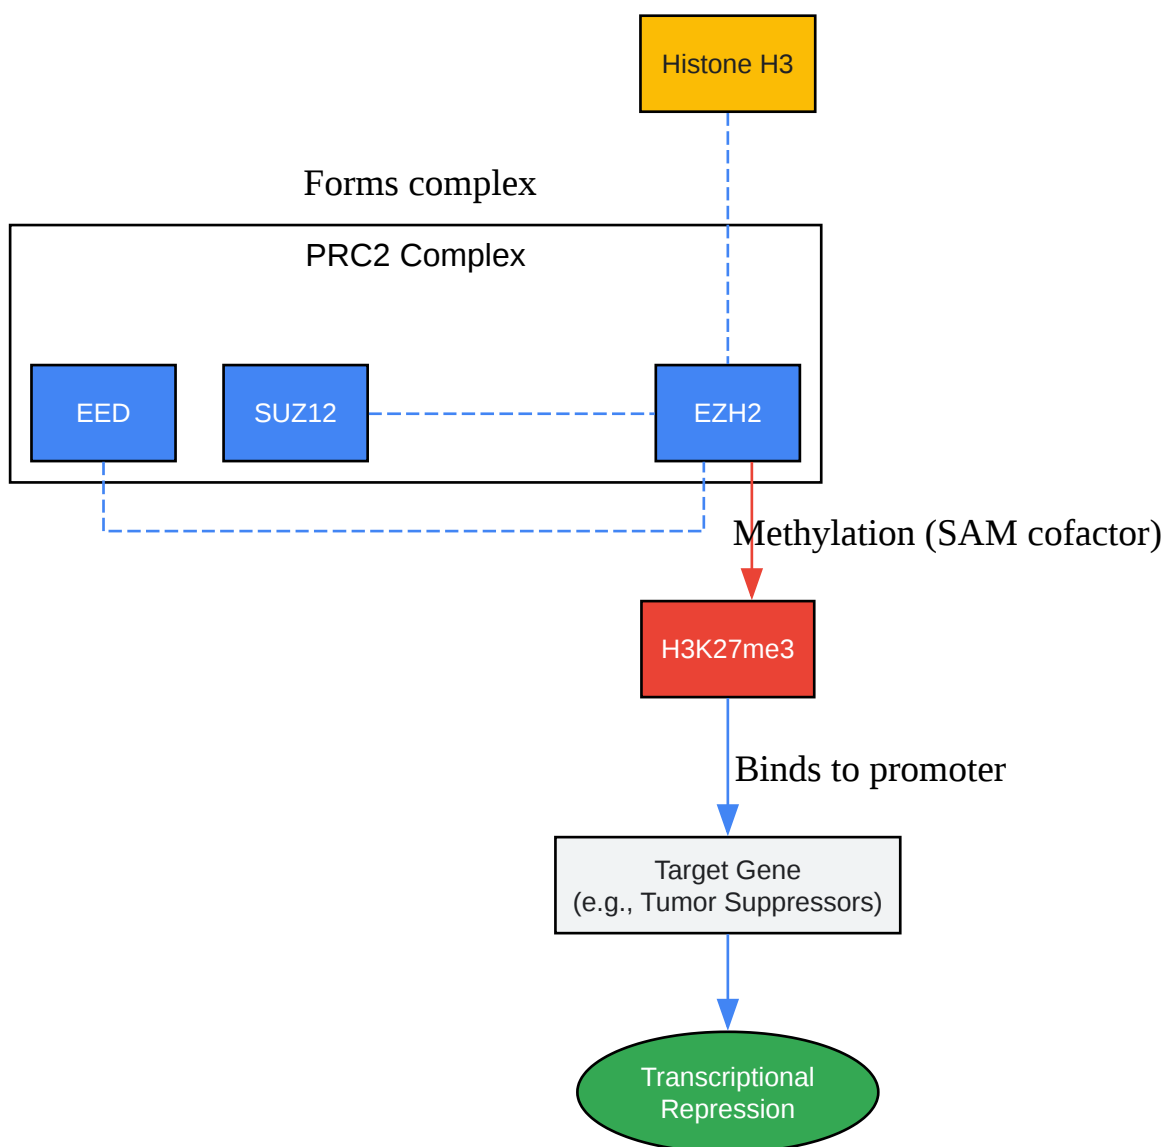 Histone H3
Forms complex
PRC2 Complex
EED
SUZ12
EZH2
Methylation (SAM cofactor)
H3K27me3
Binds to promoter
Target Gene
(e.g., Tumor Suppressors)
Transcriptional
Repression